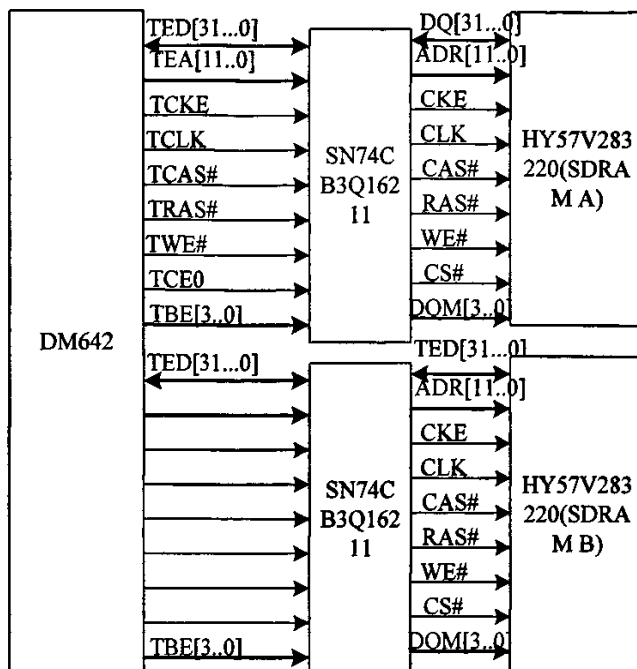 TED[31...0]
TEA[11..0]
TCKE
TCLK
TCAS#
TRAS#
TWE#
TCE0
TBE[3..0]
DM642
TED[31...0]
TBE[3..0]
SN74C
B3Q162
11
SN74C
B3Q162
11
DQ[31...0]
ADR[11..0]
CKE
CLK
CAS#
RAS#
WE#
CS#
DQM[3..0]
TED[31...0]
ADR[11..0]
CKE
CLK
CAS#
RAS#
WE#
CS#
DQM[3..0]
HY57V283
220(SDRA
M A)
HY57V283
220(SDRA
M B)